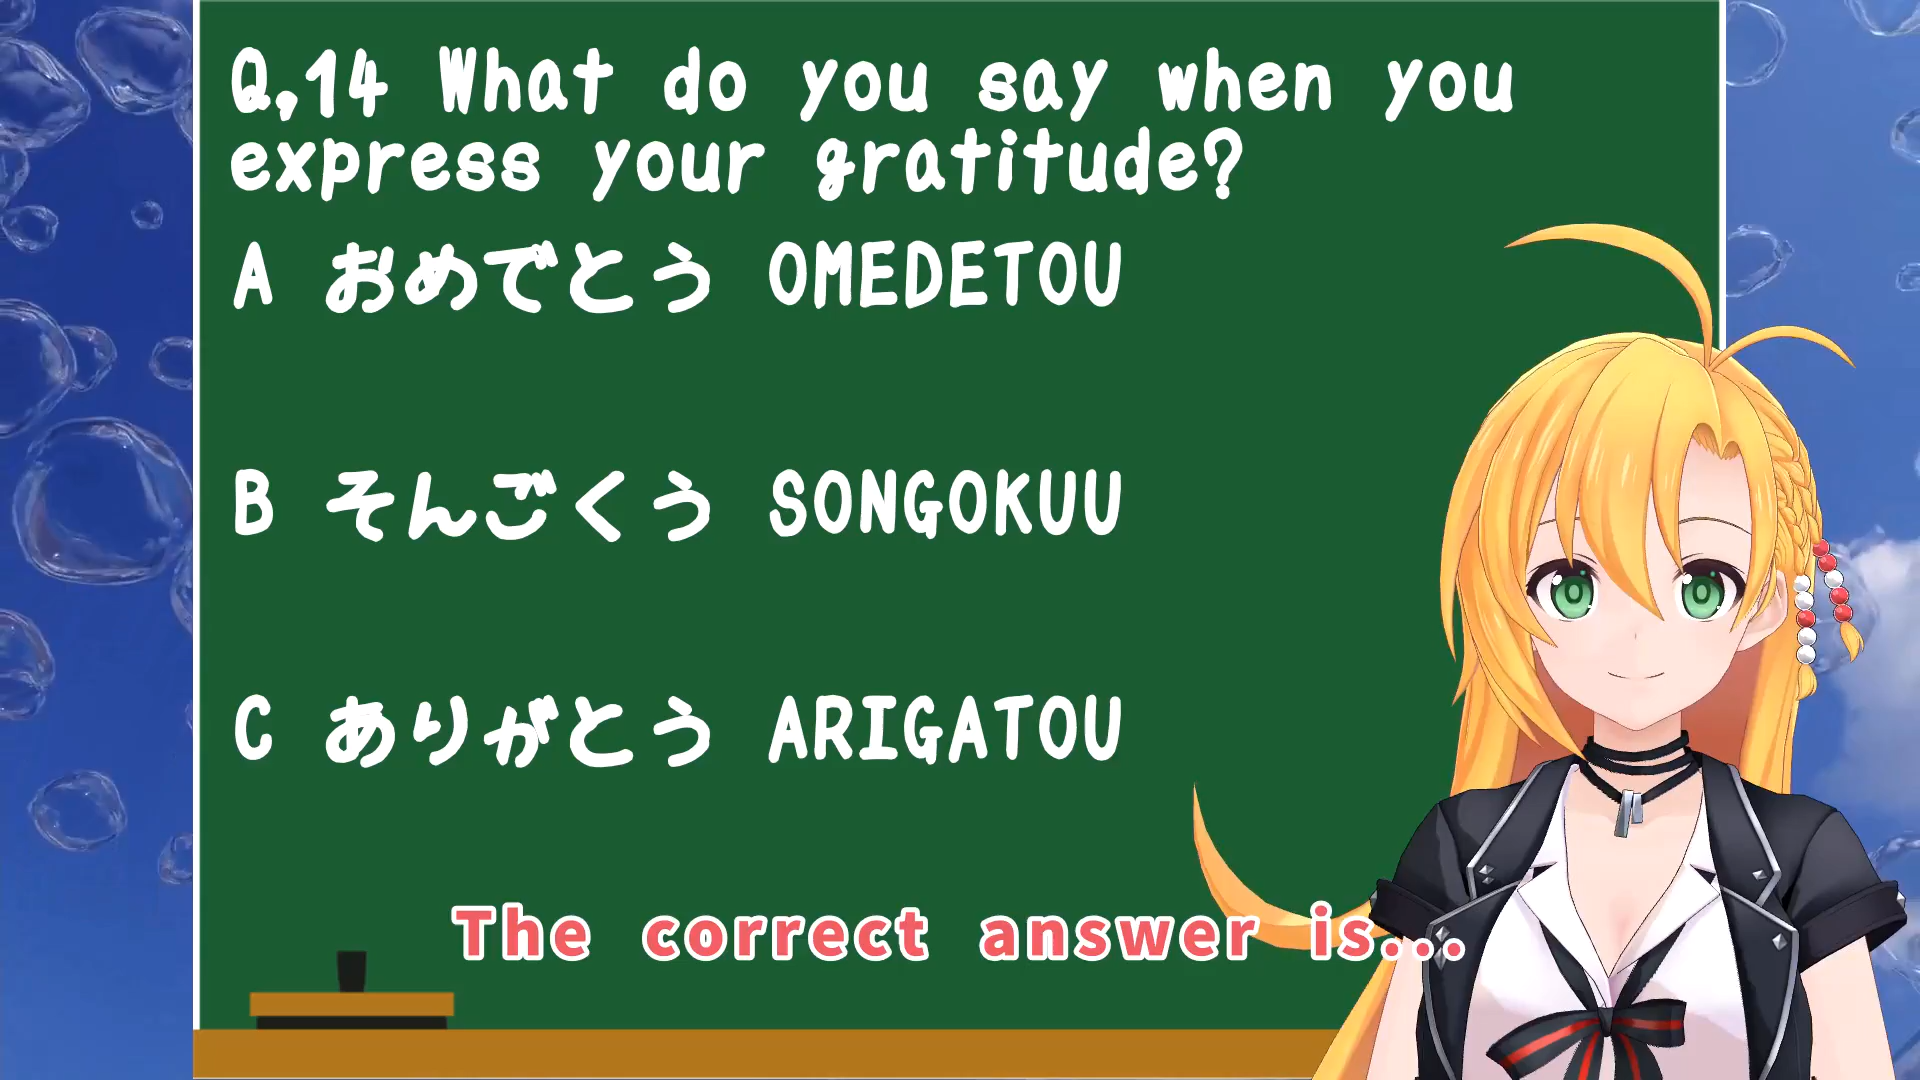 Q,14 What do you say when you
express your gratitude?
A おめでとう OMEDETOU
B そんごくう SONGOKUU
C ありがとう ARIGATOU
The correct answer is...